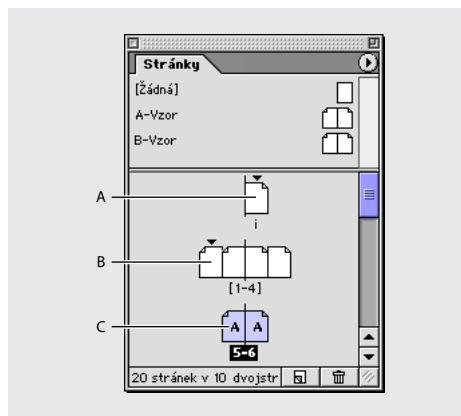 Stránky
[Žádná]
A-Vzor
B-Vzor
A
i
B
[1-4]
C
A A
5-6
20 stránek v 10 dvojstr